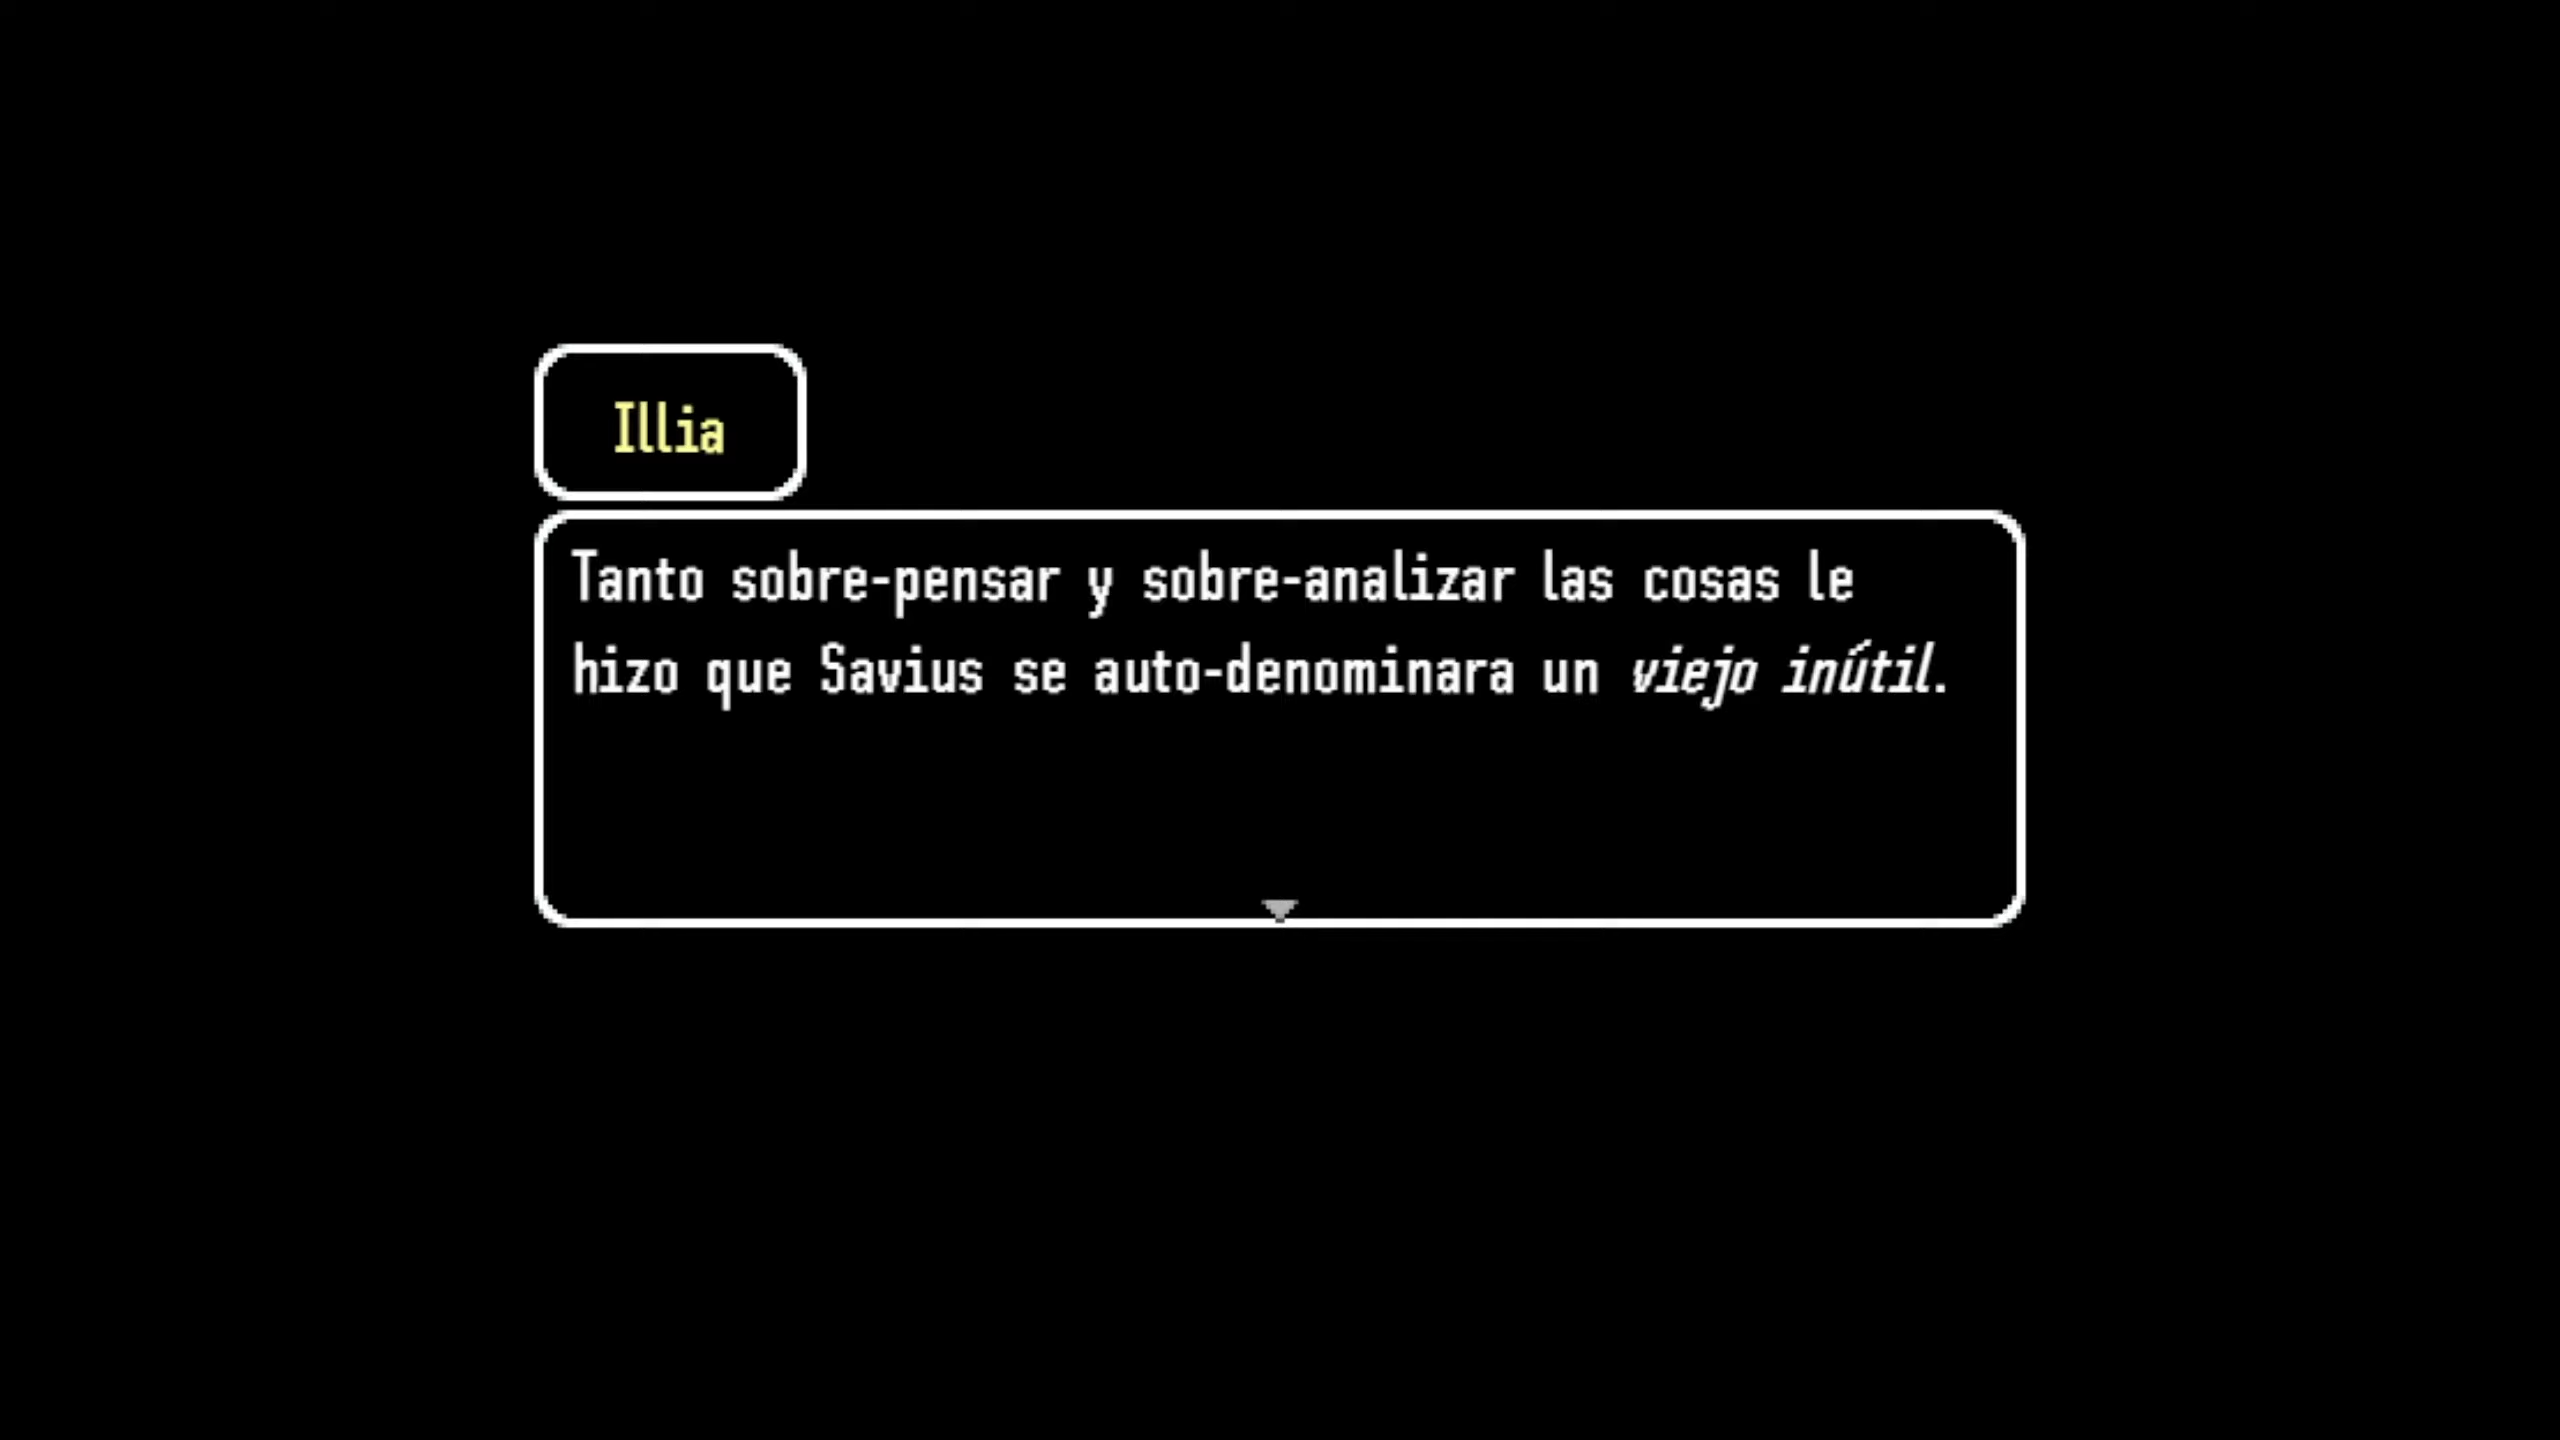 Illia
Tanto sobre-pensar y sobre-analizar las cosas le
hizo que Savius se auto-denominara un viejo inútil.